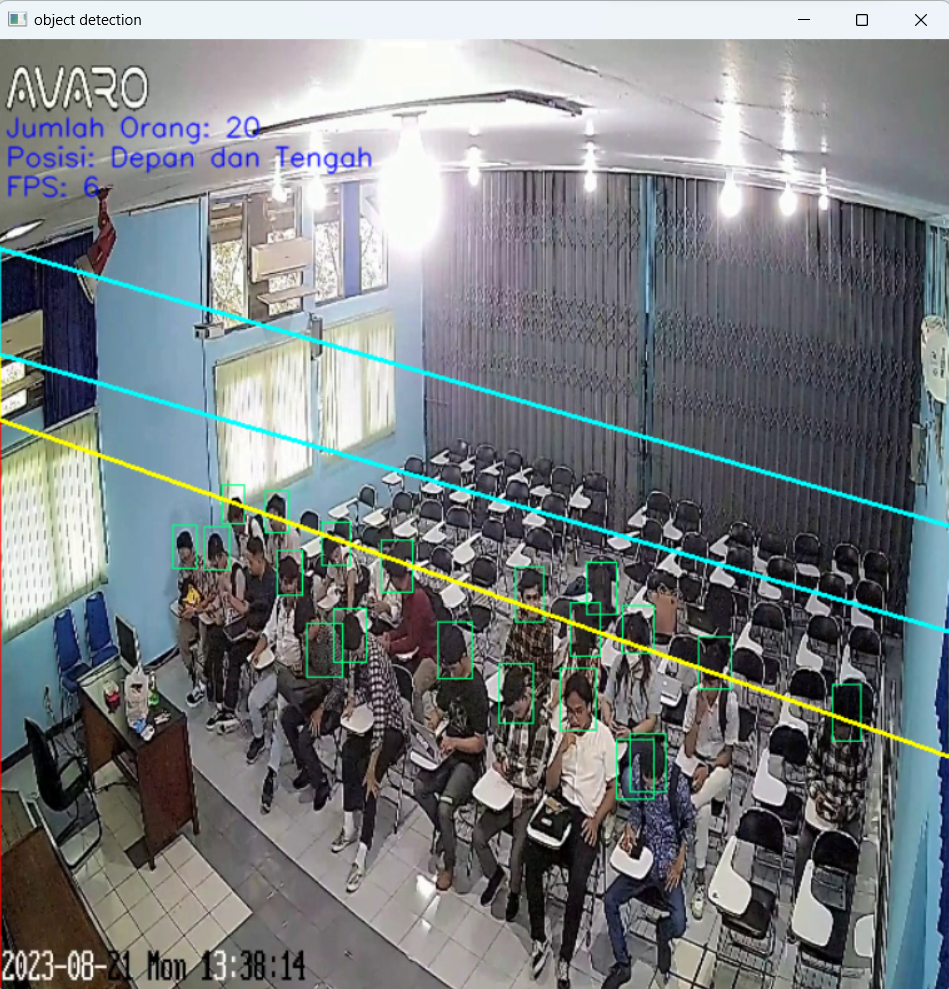 object detection
AVARO
Jumlah Orang: 20
Posisi: Depan dan Tengah
FPS: 6
2023-08-21 Mon 13:38:14